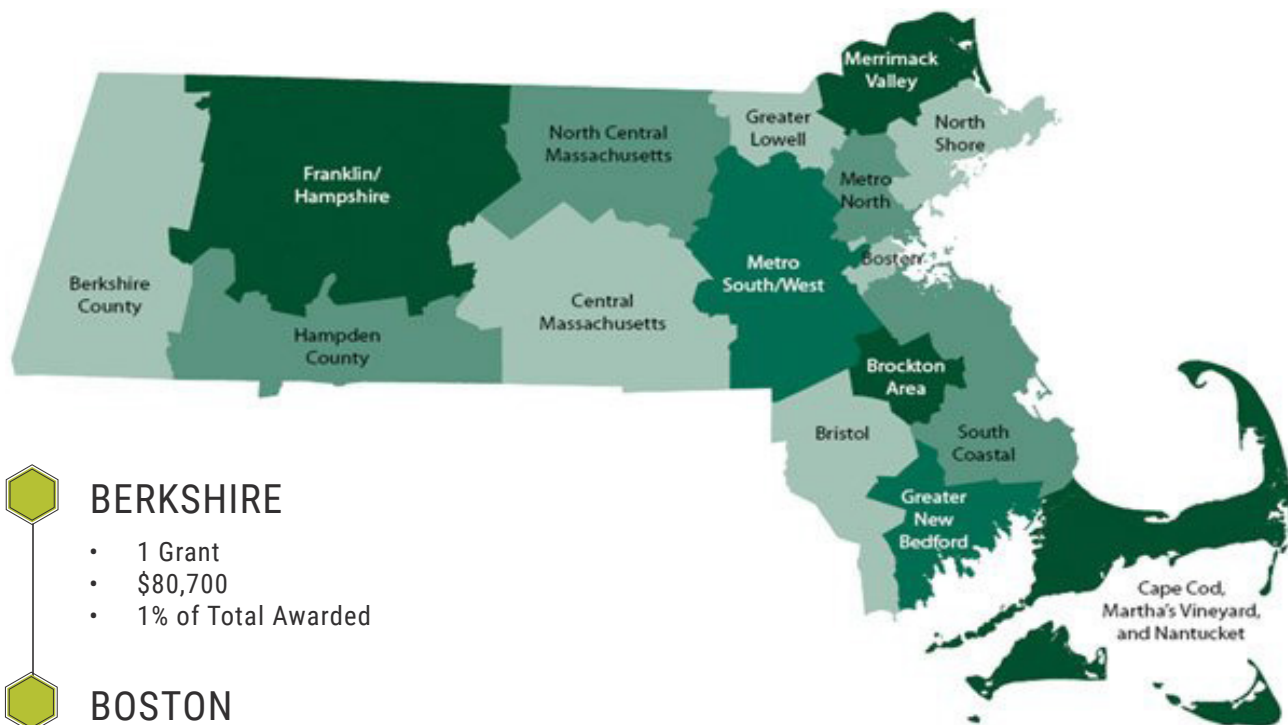 Merrimack
Valley
Greater
Lowell
North
Shore
North Central
Massachusetts
Metro
North
Franklin/
Hampshire
Boston
Metro
South/West
Berkshire
County
Central
Massachusetts
Hampden
County
Brockton
Area
Bristol
South
Coastal
Greater
New
Bedford
Cape Cod,
Martha's Vineyard,
and Nantucket
BERKSHIRE
• 1 Grant
• $80,700
• 1% of Total Awarded
BOSTON